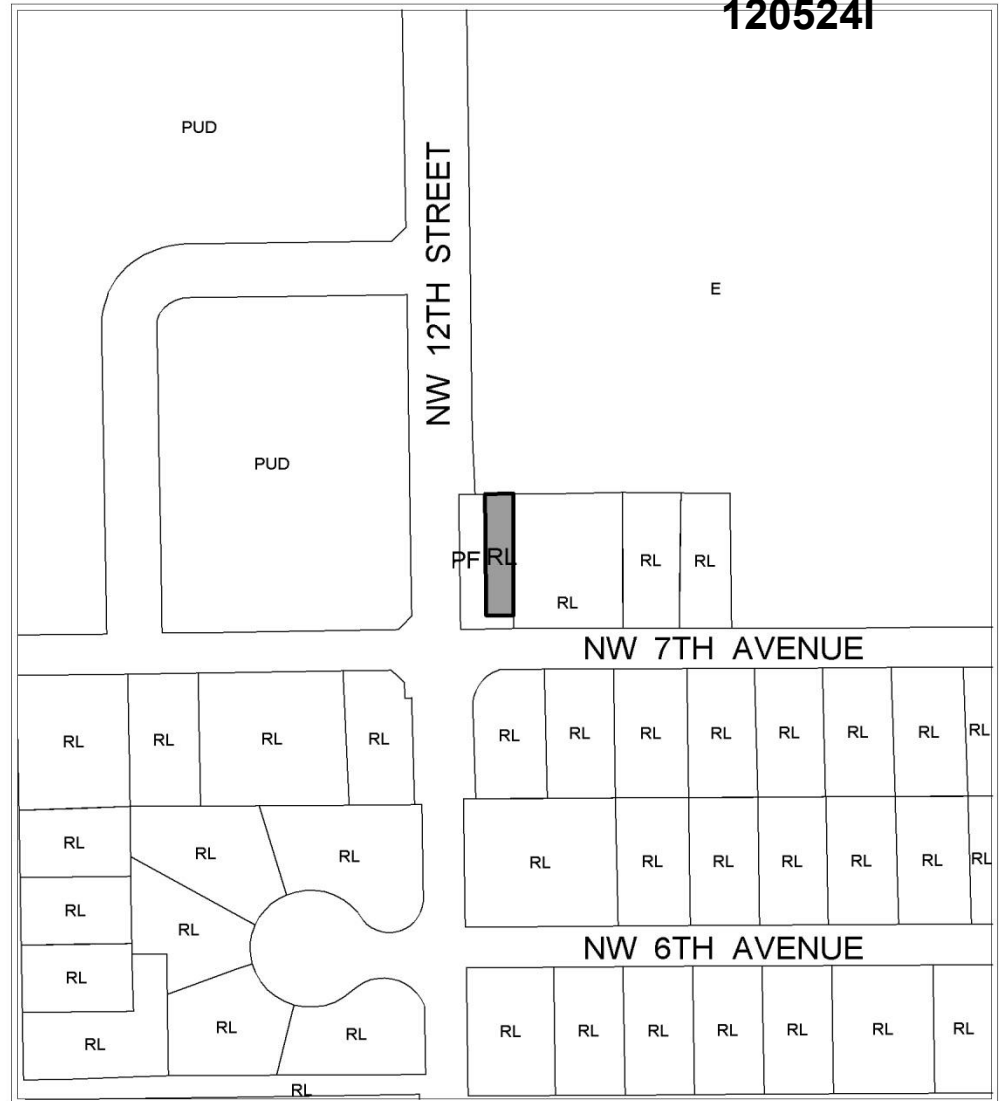 120524I
PUD
NW 12TH STREET
E
PUD
PF RL RL RL RL
NW 7TH AVENUE
RL RL RL RL RL RL RL RL RL RL RL RL
RL RL RL RL RL RL RL RL RL
RL RL
RL
NW 6TH AVENUE
RL RL RL RL RL RL RL RL RL RL RL
RL